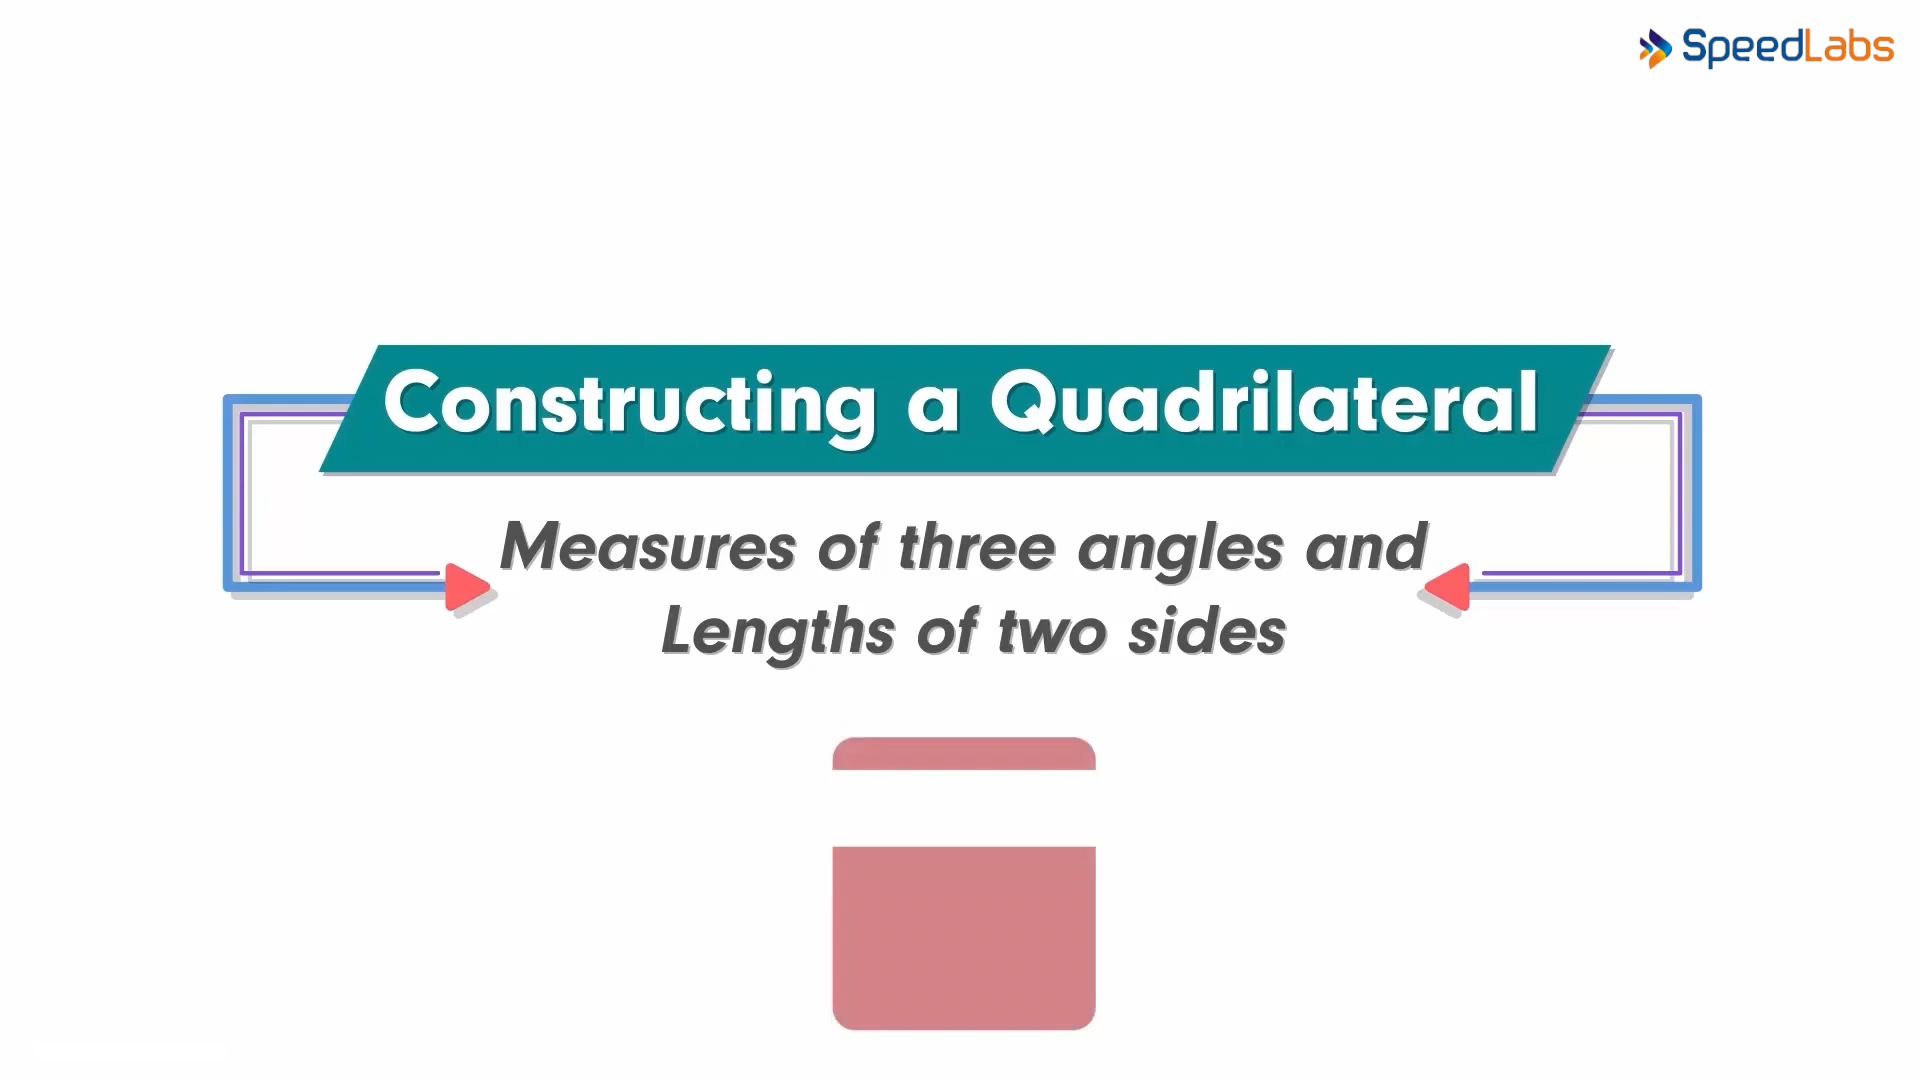 SpeedLabs
Constructing a Quadrilateral
Measures of three angles and
Lengths of two sides